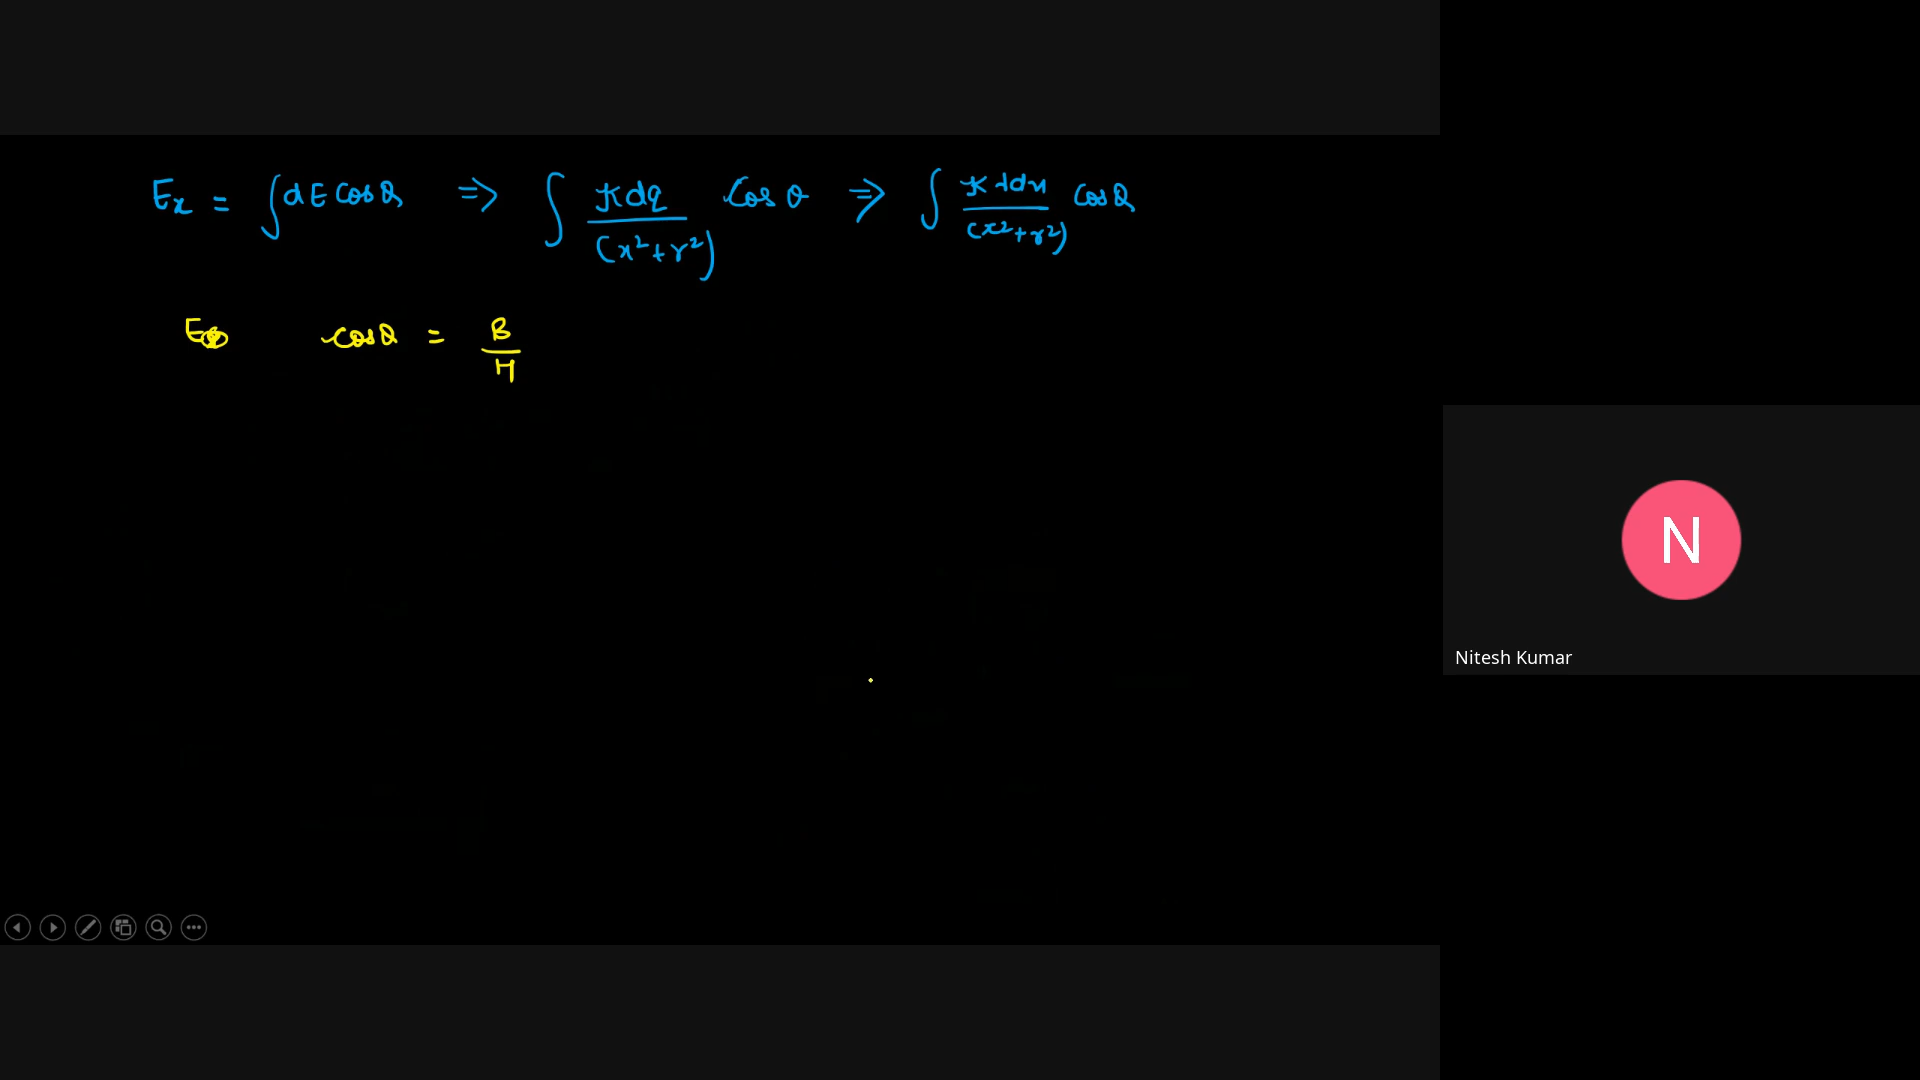 Ex = ∫dE Cosθ => ∫ Kdq/(x²+r²) Cosθ => ∫ Kλdx/(x²+r²) cosθ
E cosθ = B/H
N
Nitesh Kumar